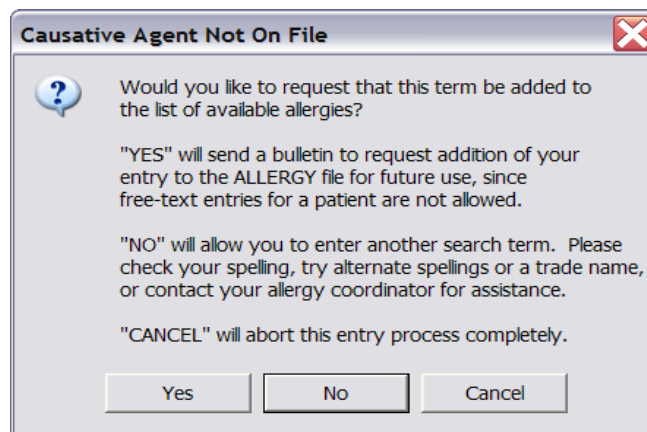 Causative Agent Not On File
Would you like to request that this term be added to
the list of available allergies?
"YES" will send a bulletin to request addition of your
entry to the ALLERGY file for future use, since
free-text entries for a patient are not allowed.
"NO" will allow you to enter another search term.  Please
check your spelling, try alternate spellings or a trade name,
or contact your allergy coordinator for assistance.
"CANCEL" will abort this entry process completely.
Yes No Cancel